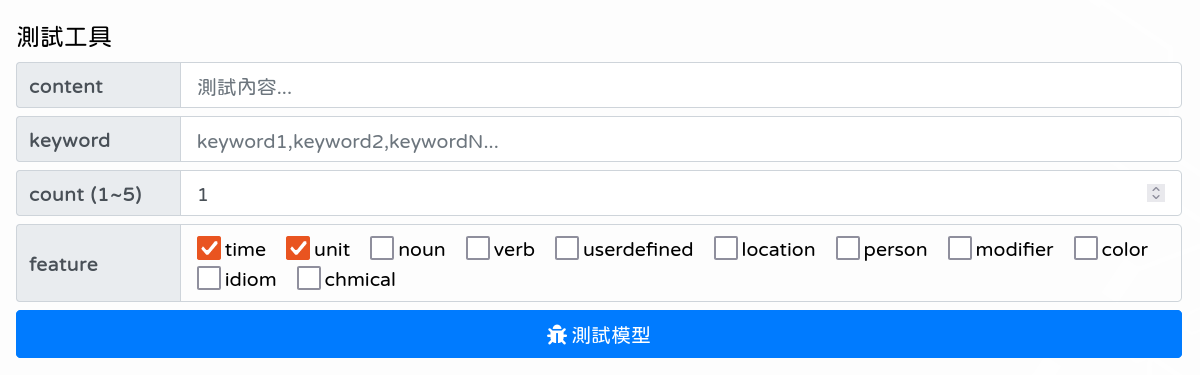 測試工具
content 測試內容...
keyword keyword1,keyword2,keywordN...
count (1~5) 1
feature time unit noun verb userdefined location person modifier color
idiom chmical
測試模型